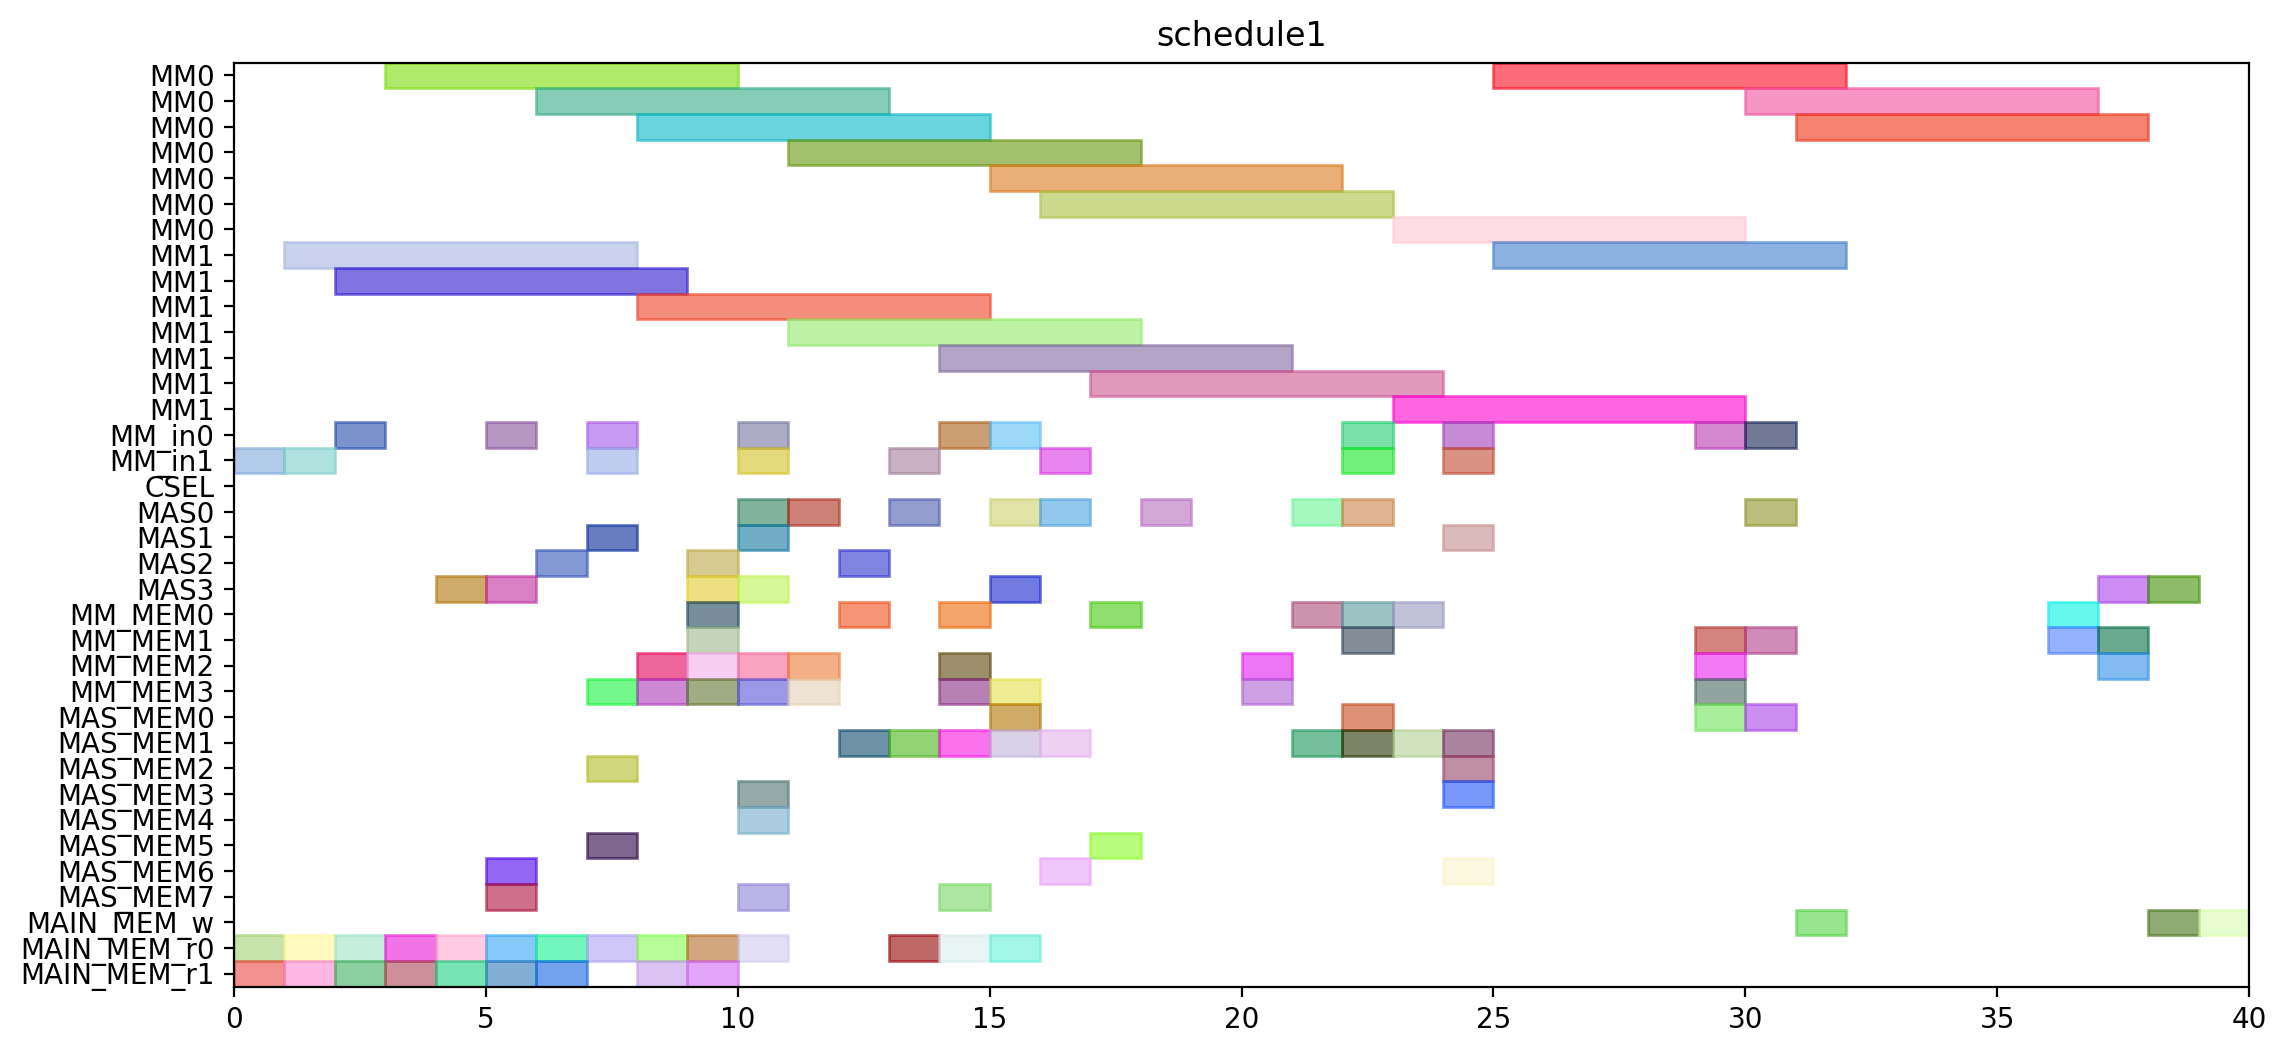 schedule1
MM0
MM0
MM0
MM0
MM0
MM0
MM0
MM1
MM1
MM1
MM1
MM1
MM1
MM1
MM_in0
MM_in1
CSEL
MAS0
MAS1
MAS2
MAS3
MM_MEM0
MM_MEM1
MM_MEM2
MM_MEM3
MAS_MEM0
MAS_MEM1
MAS_MEM2
MAS_MEM3
MAS_MEM4
MAS_MEM5
MAS_MEM6
MAS_MEM7
MAIN_MEM_w
MAIN_MEM_r0
MAIN_MEM_r1
0 5 10 15 20 25 30 35 40